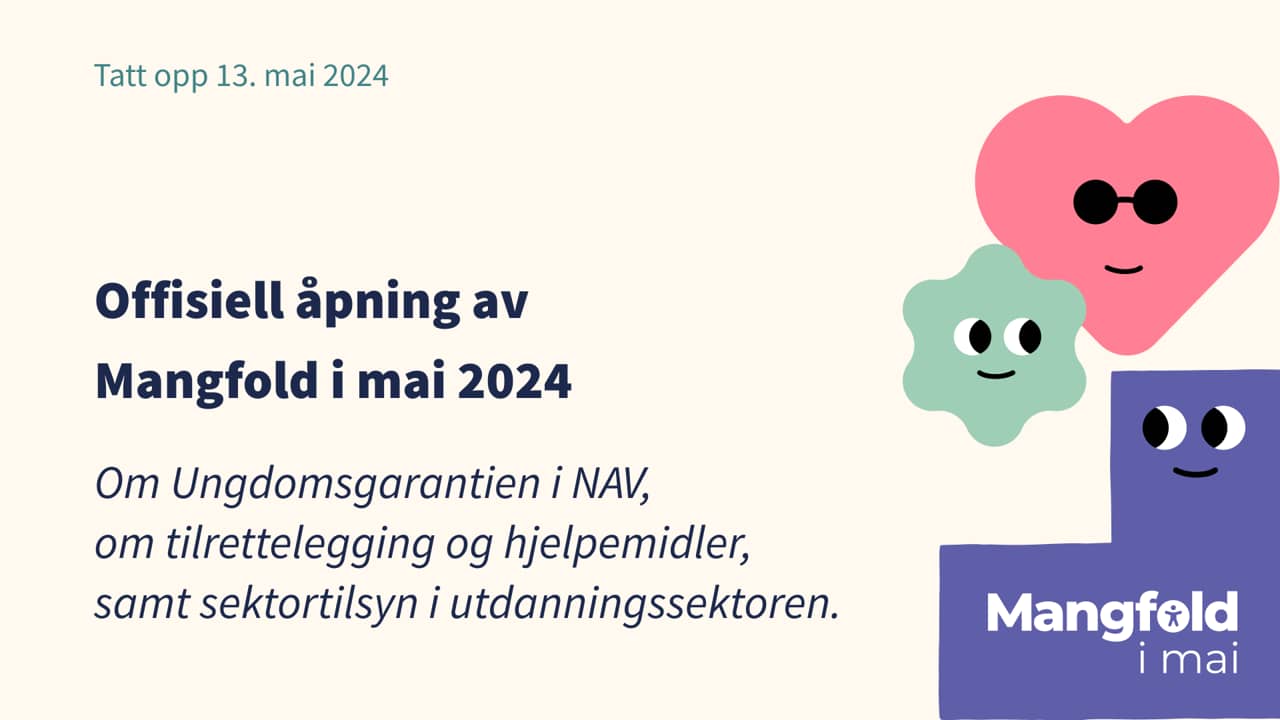 Tatt opp 13. mai 2024
Offisiell åpning av
Mangfold i mai 2024
Om Ungdomsgarantien i NAV,
om tilrettelegging og hjelpemidler,
samt sektortilsyn i utdanningssektoren.
Mangfold
i mai